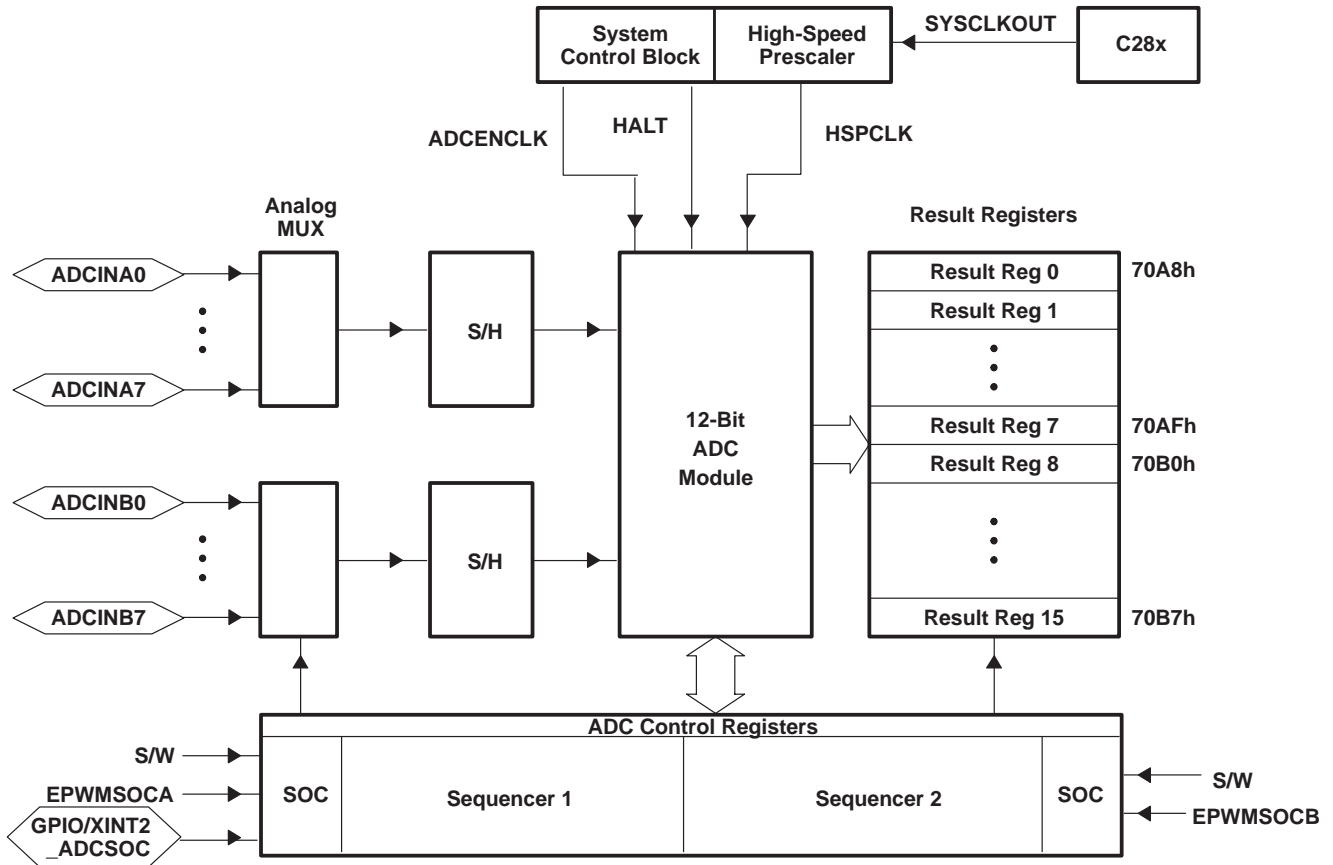 System
Control Block
High-Speed
Prescaler
SYSCLKOUT
C28x
ADCENCLK
HALT
HSPCLK
Analog
MUX
Result Registers
ADCINA0
ADCINA7
S/H
ADCINB0
ADCINB7
S/H
12-Bit
ADC
Module
Result Reg 0
70A8h
Result Reg 1
Result Reg 7
70AFh
Result Reg 8
70B0h
Result Reg 15
70B7h
ADC Control Registers
S/W
EPWMSOCA
GPIO/XINT2
_ADCSOC
SOC
Sequencer 1
Sequencer 2
SOC
S/W
EPWMSOCB